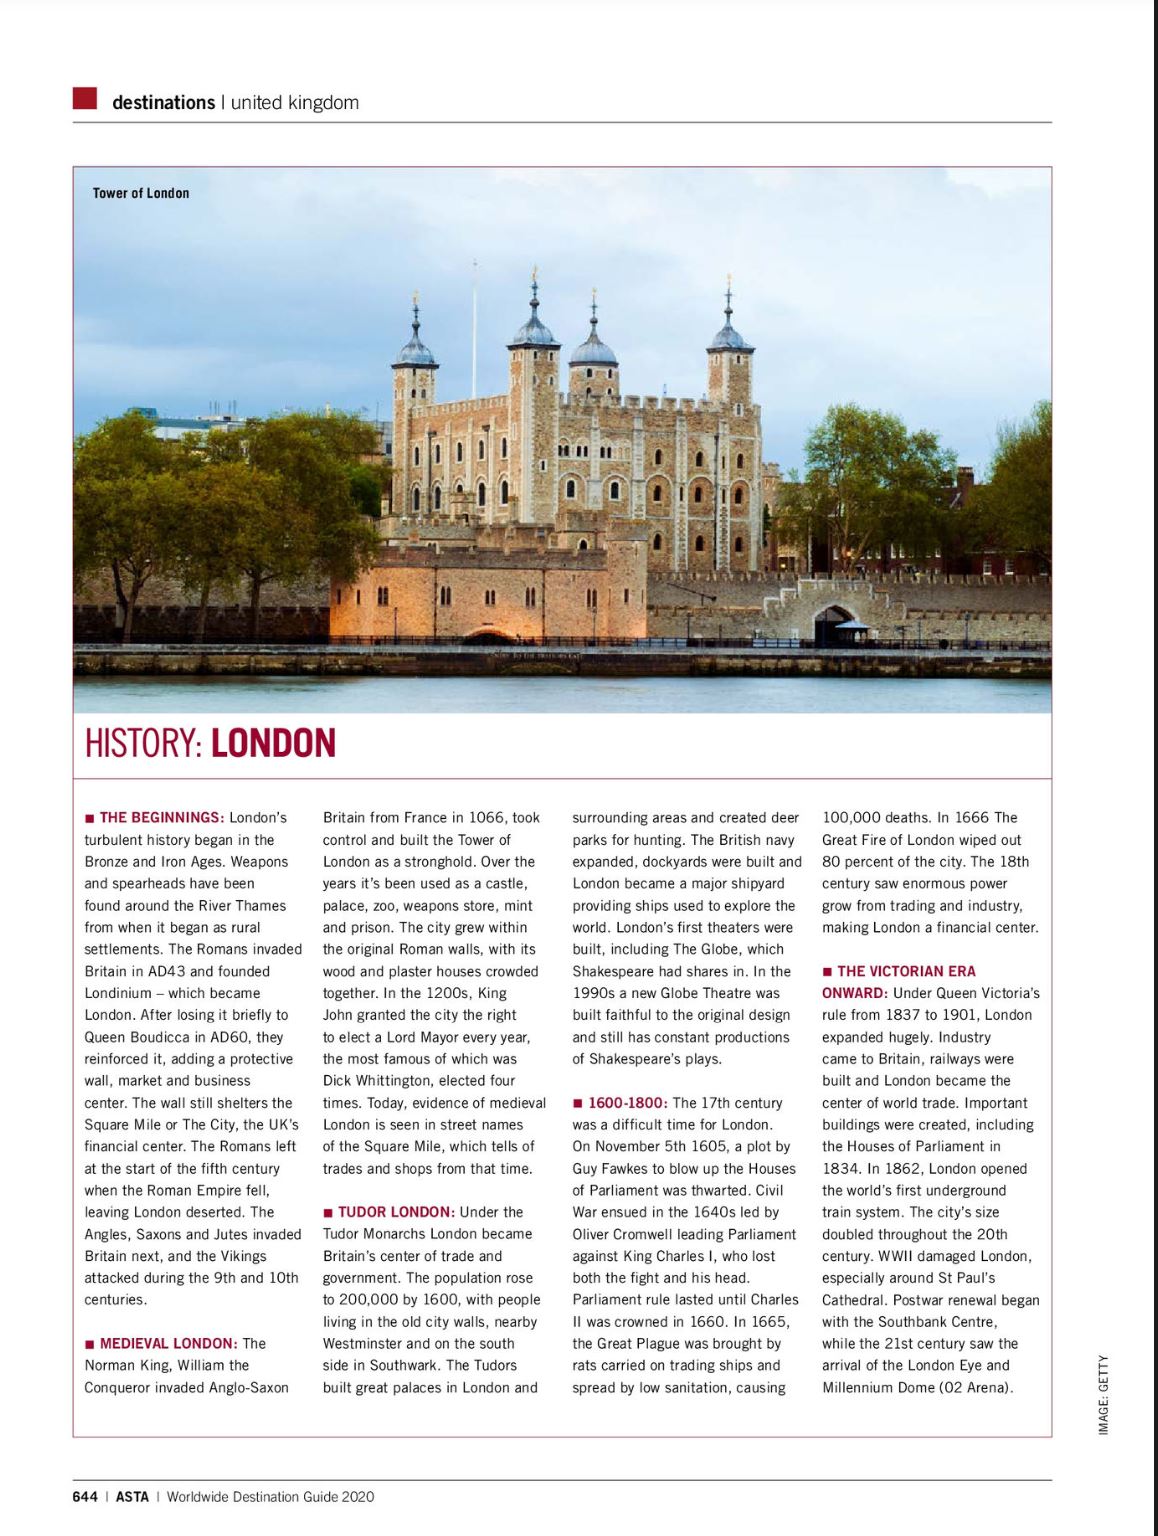 destinations | united kingdom
Tower of London
HISTORY: LONDON
■ THE BEGINNINGS: London's
turbulent history began in the
Bronze and Iron Ages. Weapons
and spearheads have been
found around the River Thames
from when it began as rural
settlements. The Romans invaded
Britain in AD43 and founded
Londinium – which became
London. After losing it briefly to
Queen Boudicca in AD60, they
reinforced it, adding a protective
wall, market and business
center. The wall still shelters the
Square Mile or The City, the UK's
financial center. The Romans left
at the start of the fifth century
when the Roman Empire fell,
leaving London deserted. The
Angles, Saxons and Jutes invaded
Britain next, and the Vikings
attacked during the 9th and 10th
centuries.
■ MEDIEVAL LONDON: The
Norman King, William the
Conqueror invaded Anglo-Saxon
Britain from France in 1066, took
control and built the Tower of
London as a stronghold. Over the
years it's been used as a castle,
palace, zoo, weapons store, mint
and prison. The city grew within
the original Roman walls, with its
wood and plaster houses crowded
together. In the 1200s, King
John granted the city the right
to elect a Lord Mayor every year,
the most famous of which was
Dick Whittington, elected four
times. Today, evidence of medieval
London is seen in street names
of the Square Mile, which tells of
trades and shops from that time.
■ TUDOR LONDON: Under the
Tudor Monarchs London became
Britain's center of trade and
government. The population rose
to 200,000 by 1600, with people
living in the old city walls, nearby
Westminster and on the south
side in Southwark. The Tudors
built great palaces in London and
surrounding areas and created deer
parks for hunting. The British navy
expanded, dockyards were built and
London became a major shipyard
providing ships used to explore the
world. London's first theaters were
built, including The Globe, which
Shakespeare had shares in. In the
1990s a new Globe Theatre was
built faithful to the original design
and still has constant productions
of Shakespeare's plays.
■ 1600-1800: The 17th century
was a difficult time for London.
On November 5th 1605, a plot by
Guy Fawkes to blow up the Houses
of Parliament was thwarted. Civil
War ensued in the 1640s led by
Oliver Cromwell leading Parliament
against King Charles I, who lost
both the fight and his head.
Parliament rule lasted until Charles
II was crowned in 1660. In 1665,
the Great Plague was brought by
rats carried on trading ships and
spread by low sanitation, causing
100,000 deaths. In 1666 The
Great Fire of London wiped out
80 percent of the city. The 18th
century saw enormous power
grow from trading and industry,
making London a financial center.
■ THE VICTORIAN ERA
ONWARD: Under Queen Victoria's
rule from 1837 to 1901, London
expanded hugely. Industry
came to Britain, railways were
built and London became the
center of world trade. Important
buildings were created, including
the Houses of Parliament in
1834. In 1862, London opened
the world's first underground
train system. The city's size
doubled throughout the 20th
century. WWII damaged London,
especially around St Paul's
Cathedral. Postwar renewal began
with the Southbank Centre,
while the 21st century saw the
arrival of the London Eye and
Millennium Dome (02 Arena).
IMAGE: GETTY
644 | ASTA | Worldwide Destination Guide 2020